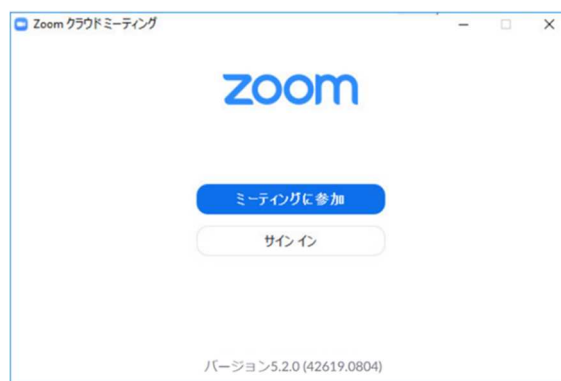 Zoom クラウド ミーティング
zoom
ミーティングに参加
サイン イン
バージョン5.2.0 (42619.0804)